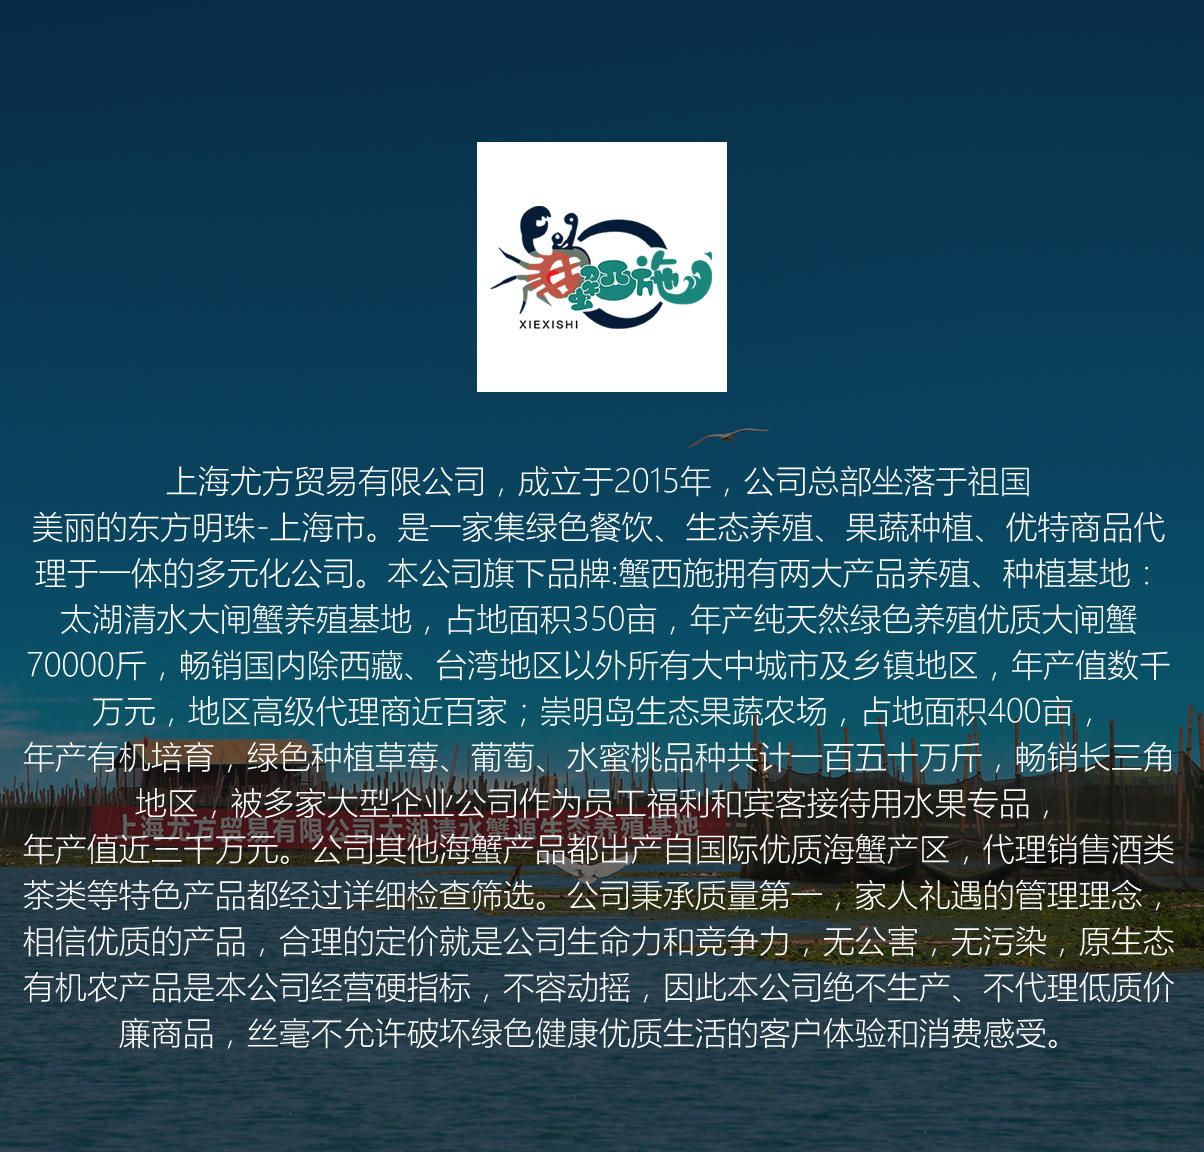 蟹西施
XIEXISHI
上海尤方贸易有限公司，成立于2015年，公司总部坐落于祖国
美丽的东方明珠-上海市。是一家集绿色餐饮、生态养殖、果蔬种植、优特商品代
理于一体的多元化公司。本公司旗下品牌:蟹西施拥有两大产品养殖、种植基地：
太湖清水大闸蟹养殖基地，占地面积350亩，年产纯天然绿色养殖优质大闸蟹
70000斤，畅销国内除西藏、台湾地区以外所有大中城市及乡镇地区，年产值数千
万元，地区高级代理商近百家；崇明岛生态果蔬农场，占地面积400亩，
年产有机培育，绿色种植草莓、葡萄、水蜜桃品种共计一百五十万斤，畅销长三角
地区，被多家大型企业公司作为员工福利和宾客接待用水果专品，
上海尤方贸易有限公司太湖清水蟹源生态养殖基地
年产值近三千万元。公司其他海蟹产品都出产自国际优质海蟹产区，代理销售酒类
茶类等特色产品都经过详细检查筛选。公司秉承质量第一，家人礼遇的管理理念，
相信优质的产品，合理的定价就是公司生命力和竞争力，无公害，无污染，原生态
有机农产品是本公司经营硬指标，不容动摇，因此本公司绝不生产、不代理低质价
廉商品，丝毫不允许破坏绿色健康优质生活的客户体验和消费感受。